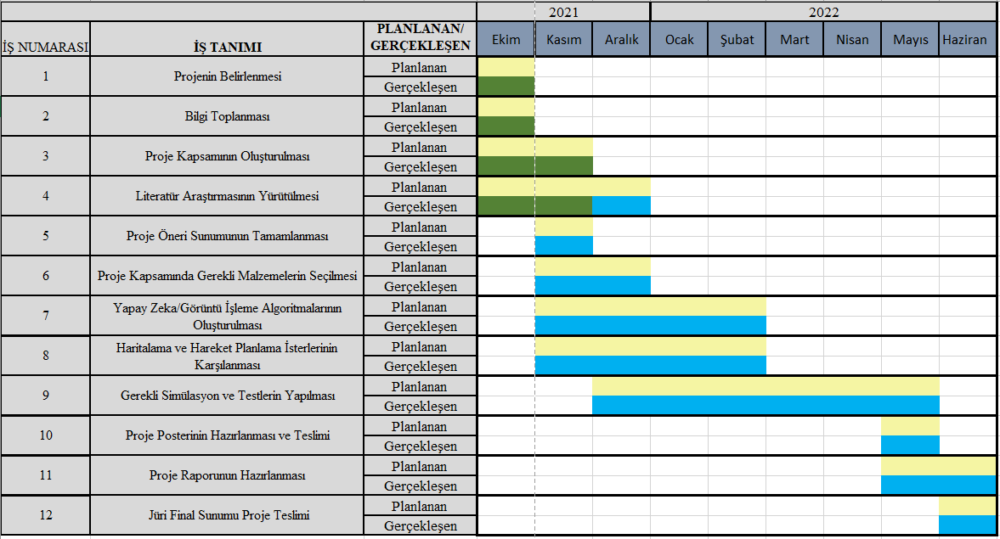 2021 2022
İŞ NUMARASI İŞ TANIMI PLANLANAN/ GERÇEKLEŞEN Ekim Kasım Aralık Ocak Şubat Mart Nisan Mayıs Haziran
1 Projenin Belirlenmesi Planlanan
Gerçekleşen
2 Bilgi Toplanması Planlanan
Gerçekleşen
3 Proje Kapsamının Oluşturulması Planlanan
Gerçekleşen
4 Literatür Araştırmasının Yürütülmesi Planlanan
Gerçekleşen
5 Proje Öneri Sunumunun Tamamlanması Planlanan
Gerçekleşen
6 Proje Kapsamında Gerekli Malzemelerin Seçilmesi Planlanan
Gerçekleşen
7 Yapay Zeka/Görüntü İşleme Algoritmalarının Planlanan
Oluşturulması Gerçekleşen
8 Haritalama ve Hareket Planlama İsterlerinin Planlanan
Karşılanması Gerçekleşen
9 Gerekli Simülasyon ve Testlerin Yapılması Planlanan
Gerçekleşen
10 Proje Posterinin Hazırlanması ve Teslimi Planlanan
Gerçekleşen
11 Proje Raporunun Hazırlanması Planlanan
Gerçekleşen
12 Jüri Final Sunumu Proje Teslimi Planlanan
Gerçekleşen